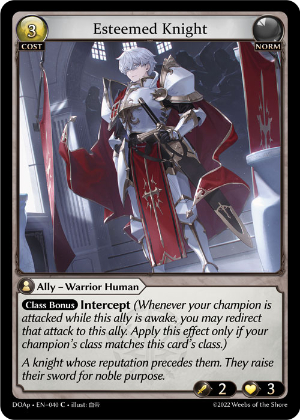 3
Esteemed Knight
COST
NORM
Ally – Warrior Human
Class Bonus Intercept (Whenever your champion is
attacked while this ally is awake, you may redirect
that attack to this ally. Apply this effect only if your
champion's class matches this card's class.)
A knight whose reputation precedes them. They raise
their sword for noble purpose.
DOAp • EN-040 C • illust:
2
3
©2022 Weebs of the Shore